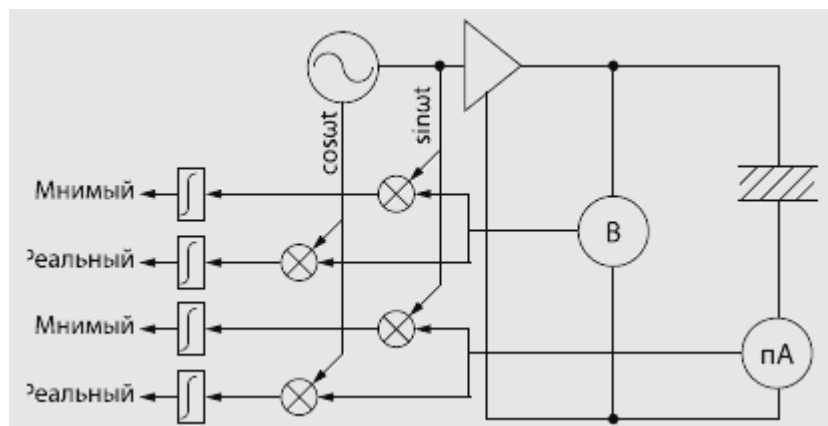 cosωt
sinωt
Мнимый
Реальный
В
Мнимый
пА
Реальный